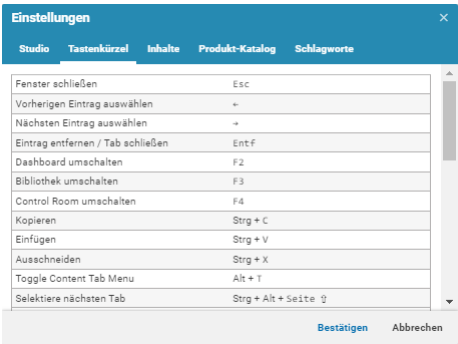 Einstellungen ×
Studio Tastenkürzel Inhalte Produkt-Katalog Schlagworte
Fenster schließen Esc
Vorherigen Eintrag auswählen ←
Nächsten Eintrag auswählen →
Eintrag entfernen / Tab schließen Entf
Dashboard umschalten F2
Bibliothek umschalten F3
Control Room umschalten F4
Kopieren Strg + C
Einfügen Strg + V
Ausschneiden Strg + X
Toggle Content Tab Menu Alt + T
Selektiere nächsten Tab Strg + Alt + Seite ⇧
Bestätigen Abbrechen